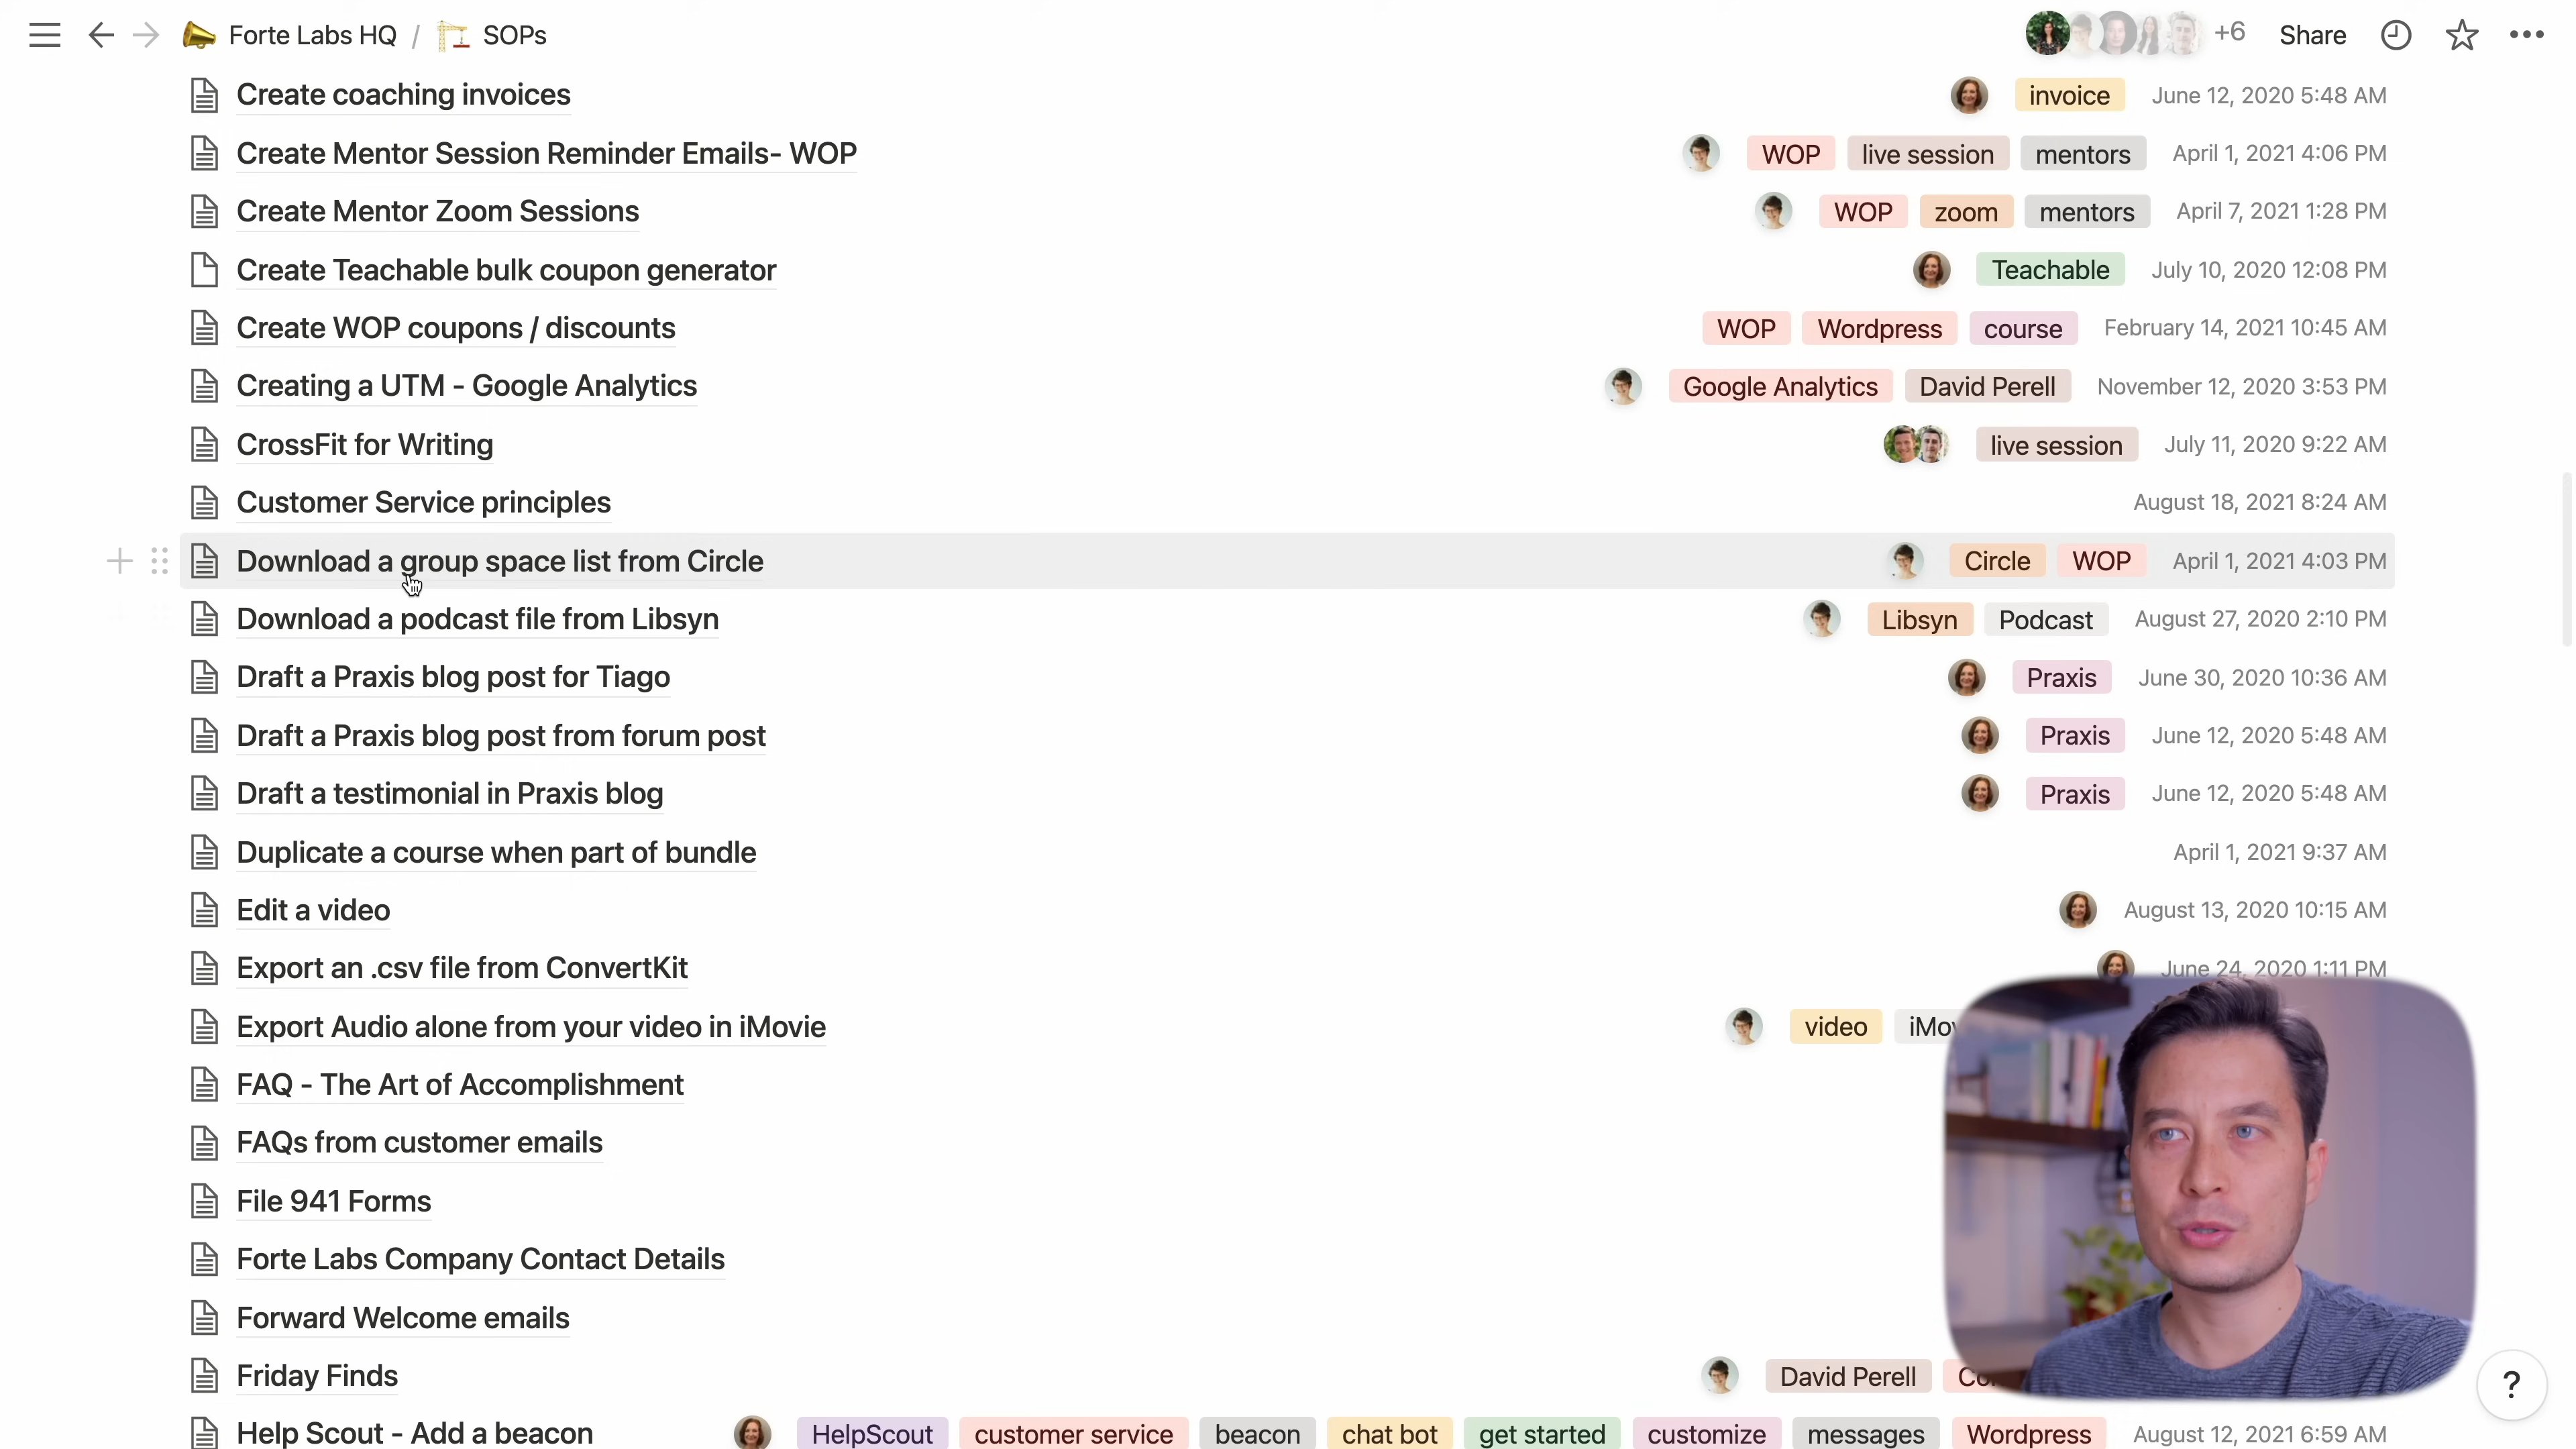 Forte Labs HQ / SOPs +6 Share
Create coaching invoices invoice June 12, 2020 5:48 AM
Create Mentor Session Reminder Emails- WOP WOP live session mentors April 1, 2021 4:06 PM
Create Mentor Zoom Sessions WOP zoom mentors April 7, 2021 1:28 PM
Create Teachable bulk coupon generator Teachable July 10, 2020 12:08 PM
Create WOP coupons / discounts WOP Wordpress course February 14, 2021 10:45 AM
Creating a UTM - Google Analytics Google Analytics David Perell November 12, 2020 3:53 PM
CrossFit for Writing live session July 11, 2020 9:22 AM
Customer Service principles August 18, 2021 8:24 AM
Download a group space list from Circle Circle WOP April 1, 2021 4:03 PM
Download a podcast file from Libsyn Libsyn Podcast August 27, 2020 2:10 PM
Draft a Praxis blog post for Tiago Praxis June 30, 2020 10:36 AM
Draft a Praxis blog post from forum post Praxis June 12, 2020 5:48 AM
Draft a testimonial in Praxis blog Praxis June 12, 2020 5:48 AM
Duplicate a course when part of bundle April 1, 2021 9:37 AM
Edit a video August 13, 2020 10:15 AM
Export an .csv file from ConvertKit June 24, 2020 1:11 PM
Export Audio alone from your video in iMovie video
FAQ - The Art of Accomplishment
FAQs from customer emails
File 941 Forms
Forte Labs Company Contact Details
Forward Welcome emails
Friday Finds David Perell
?
Help Scout - Add a beacon HelpScout customer service beacon chat bot get started customize messages Wordpress August 12, 2021 6:59 AM